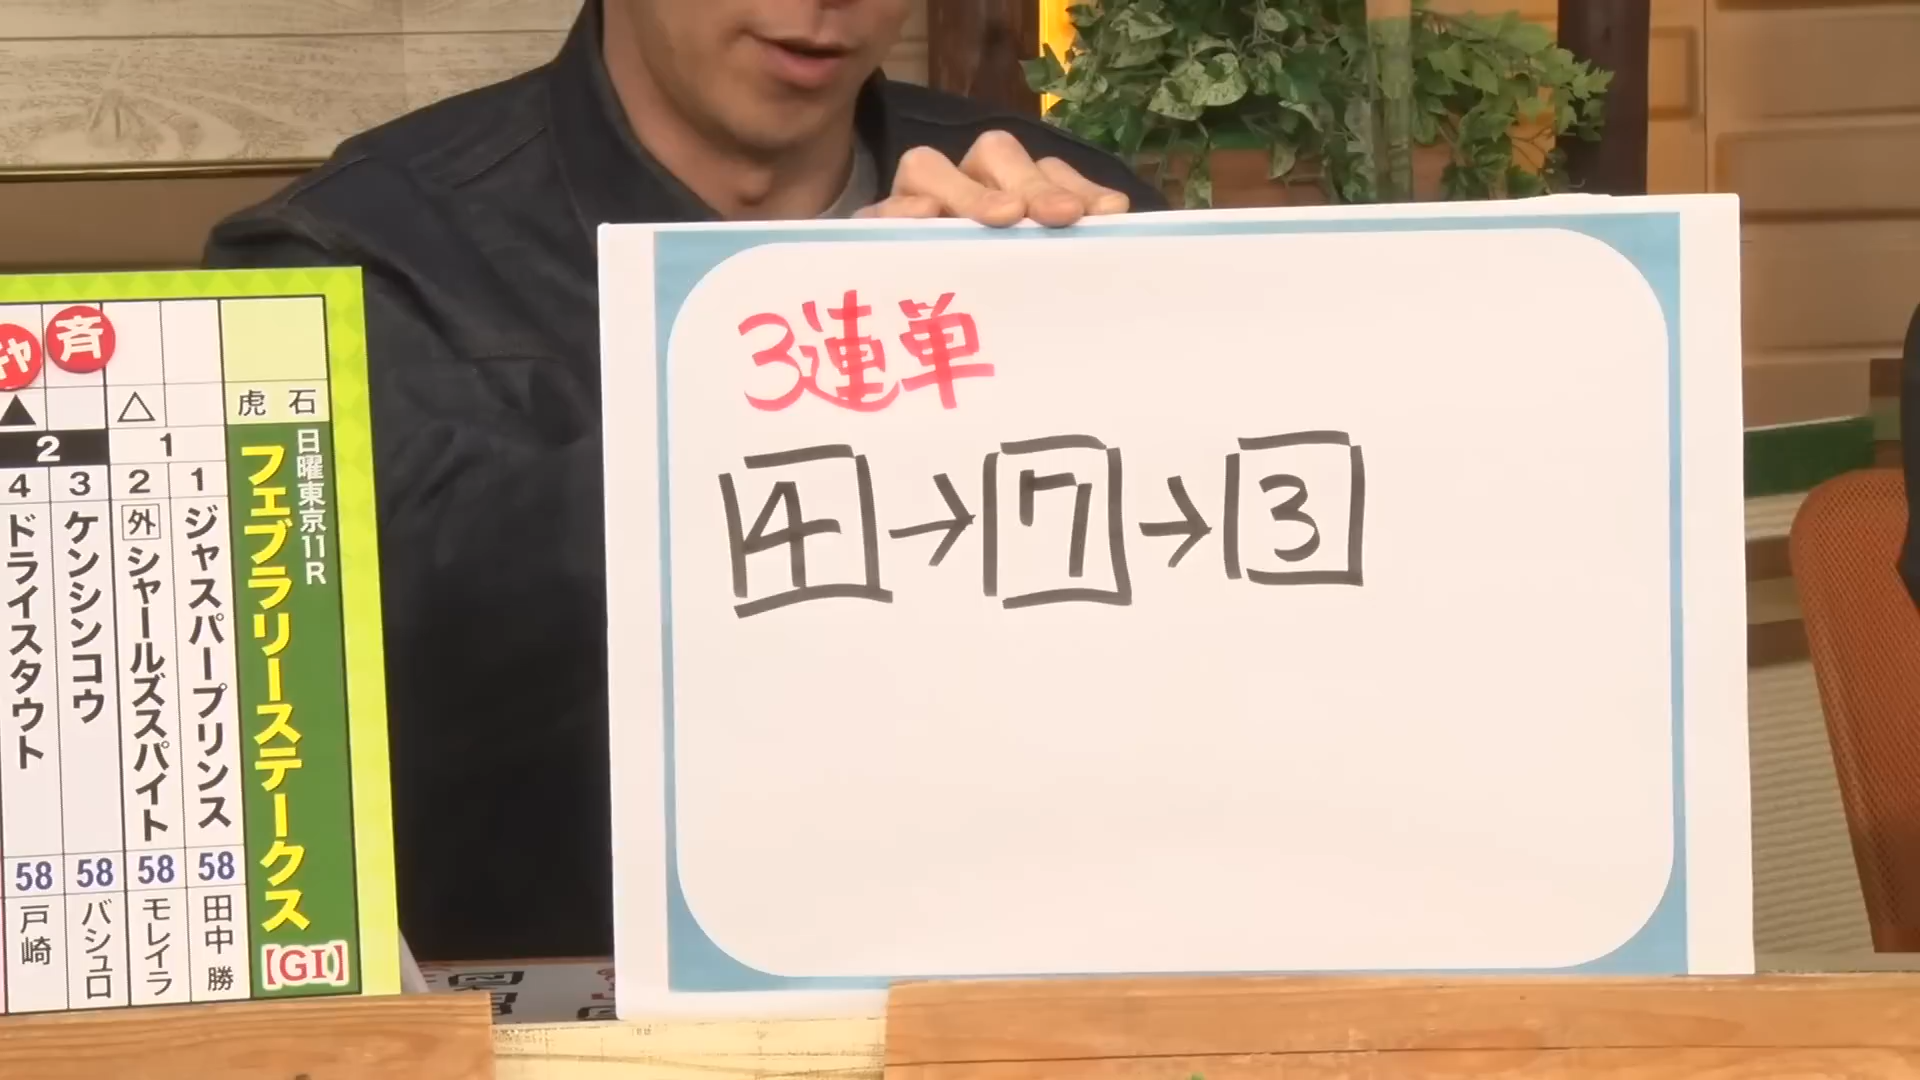 3連単
4→7→3
斉
▲ △ 虎石
2 1
4 3 2 1
日曜東京11R
フェブラリーステークス
【GI】
ジャスパープリンス
外 シャールズスパイト
ケンシンコウ
ドライスタウト
58 58 58 58
戸崎 バシュロ モレイラ 田中勝